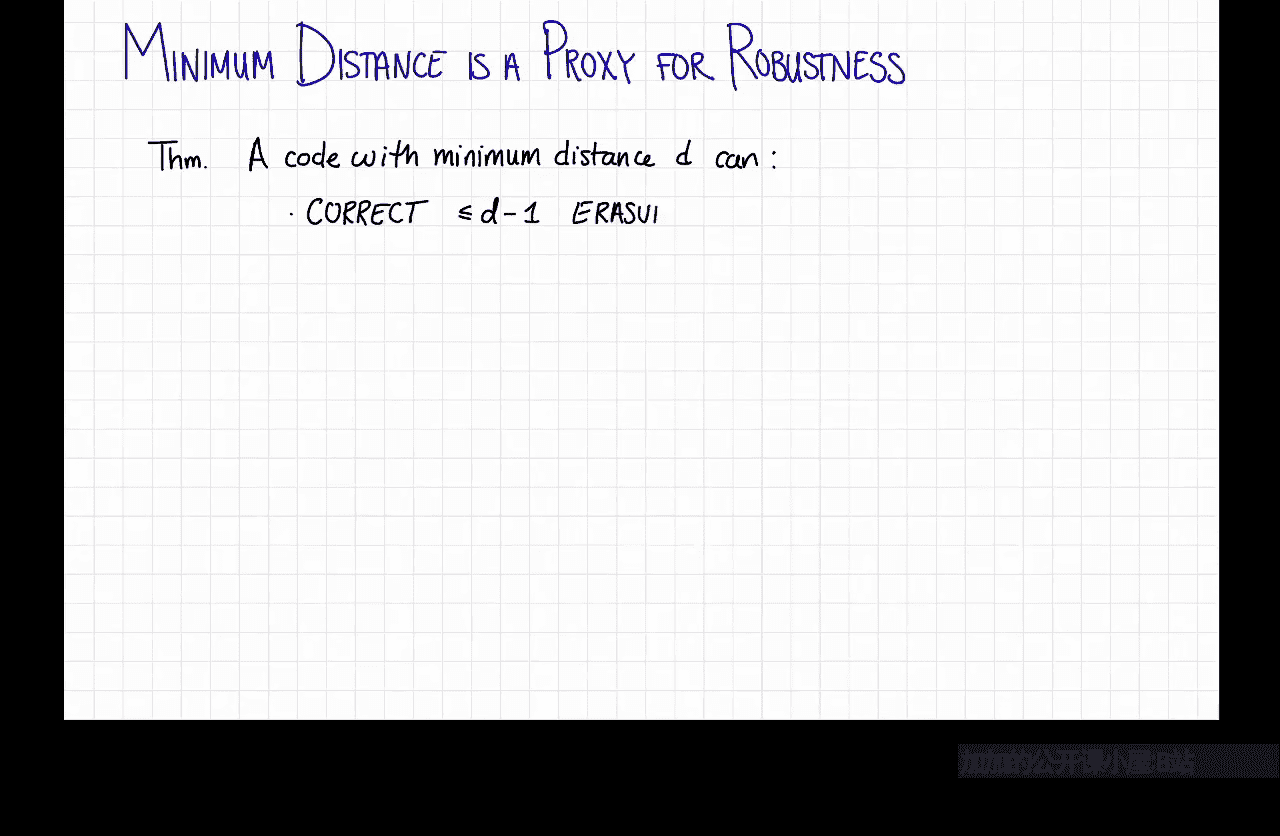 MINIMUM DISTANCE IS A PROXY FOR ROBUSTNESS
Thm. A code with minimum distance d can:
· CORRECT ≤ d-1 ERASUI